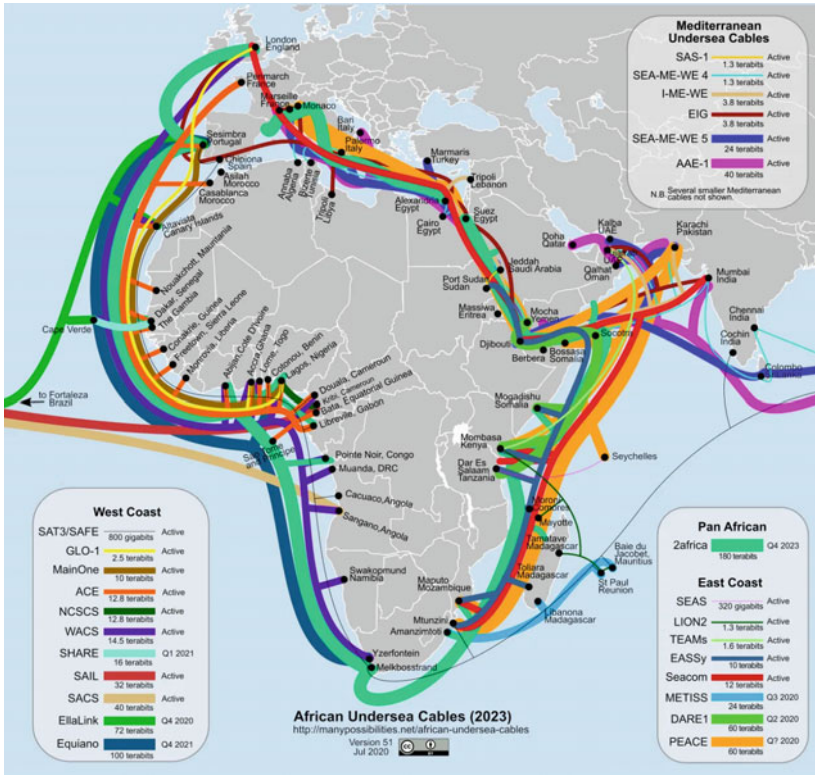 London
England
Penmarch
France
Marseille
France
Monaco
Bari
Italy
Palermo
Italy
Sesimbra
Portugal
Chipiona
Spain
Asilah
Morocco
Casablanca
Morocco
Annaba
Algeria
Bizerte
Tunisia
Tripoli
Libya
Marmaris
Turkey
Tripoli
Lebanon
Alexandria
Egypt
Cairo
Egypt
Suez
Egypt
Altavista
Canary Islands
Nouakchott, Mauritania
Dakar, Senegal
The Gambia
Cape Verde
Conakrie, Guinea
Freetown, Sierra Leone
Monrovia, Liberia
Abijan, Cote D'Ivoire
Accra, Ghana
Lome, Togo
Cotonou, Benin
Lagos, Nigeria
Douala, Cameroun
Kribi, Cameroun
Bata, Equatorial Guinea
Libreville, Gabon
Sao Tome
and Principe
Pointe Noir, Congo
Muanda, DRC
Cacuaco, Angola
Sangano, Angola
Swakopmund
Namibia
Yzerfontein
Melkbosstrand
to Fortaleza
Brazil
Jeddah
Saudi Arabia
Port Sudan
Sudan
Massiwa
Eritrea
Mocha
Yemen
Djibouti
Berbera
Bossaso
Somalia
Socotra
Doha
Qatar
Kalba
UAE
Qalhat
Oman
Karachi
Pakistan
Mumbai
India
Chennai
India
Cochin
India
Colombo
Mogadishu
Somalia
Mombasa
Kenya
Dar Es
Salaam
Tanzania
Seychelles
Moroni
Comores
Mayotte
Tamatave
Madagascar
Toliara
Madagascar
Libanona
Madagascar
Baie du
Jacobet,
Mauritius
St Paul
Reunion
Maputo
Mozambique
Mtunzini
Amanzimtoti
Mediterranean
Undersea Cables
SAS-1 Active
1.3 terabits
SEA-ME-WE 4 Active
1.3 terabits
I-ME-WE Active
3.8 terabits
EIG Active
3.8 terabits
SEA-ME-WE 5 Active
24 terabits
AAE-1 Active
40 terabits
N.B. Several smaller Mediterranean
cables not shown.
West Coast
SAT3/SAFE Active
800 gigabits
GLO-1 Active
2.5 terabits
MainOne Active
10 terabits
ACE Active
12.8 terabits
NCSCS Active
12.8 terabits
WACS Active
14.5 terabits
SHARE Q1 2021
16 terabits
SAIL Active
32 terabits
SACS Active
40 terabits
EllaLink Q4 2020
72 terabits
Equiano Q4 2021
100 terabits
Pan African
2africa Q4 2023
180 terabits
East Coast
SEAS Active
320 gigabits
LION2 Active
1.3 terabits
TEAMs Active
1.6 terabits
EASSy Active
10 terabits
Seacom Active
12 terabits
METISS Q3 2020
24 terabits
DARE1 Q2 2020
60 terabits
PEACE Q? 2020
60 terabits
African Undersea Cables (2023)
http://manypossibilities.net/african-undersea-cables
Version 51
Jul 2020